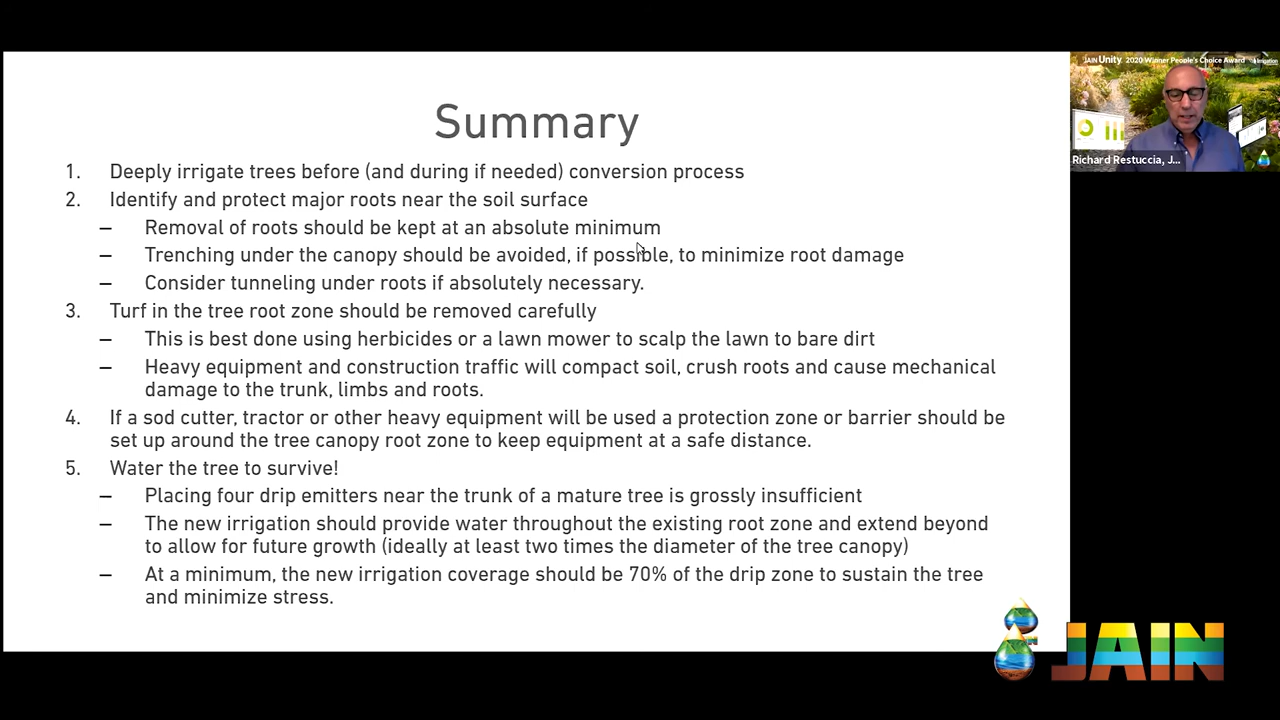 Summary
1. Deeply irrigate trees before (and during if needed) conversion process
2. Identify and protect major roots near the soil surface
– Removal of roots should be kept at an absolute minimum
– Trenching under the canopy should be avoided, if possible, to minimize root damage
– Consider tunneling under roots if absolutely necessary.
3. Turf in the tree root zone should be removed carefully
– This is best done using herbicides or a lawn mower to scalp the lawn to bare dirt
– Heavy equipment and construction traffic will compact soil, crush roots and cause mechanical
damage to the trunk, limbs and roots.
4. If a sod cutter, tractor or other heavy equipment will be used a protection zone or barrier should be
set up around the tree canopy root zone to keep equipment at a safe distance.
5. Water the tree to survive!
– Placing four drip emitters near the trunk of a mature tree is grossly insufficient
– The new irrigation should provide water throughout the existing root zone and extend beyond
to allow for future growth (ideally at least two times the diameter of the tree canopy)
– At a minimum, the new irrigation coverage should be 70% of the drip zone to sustain the tree
and minimize stress.
JAIN Unity 2020 Winner People's Choice Award Irrigation
Richard Restuccia, J...
JAIN